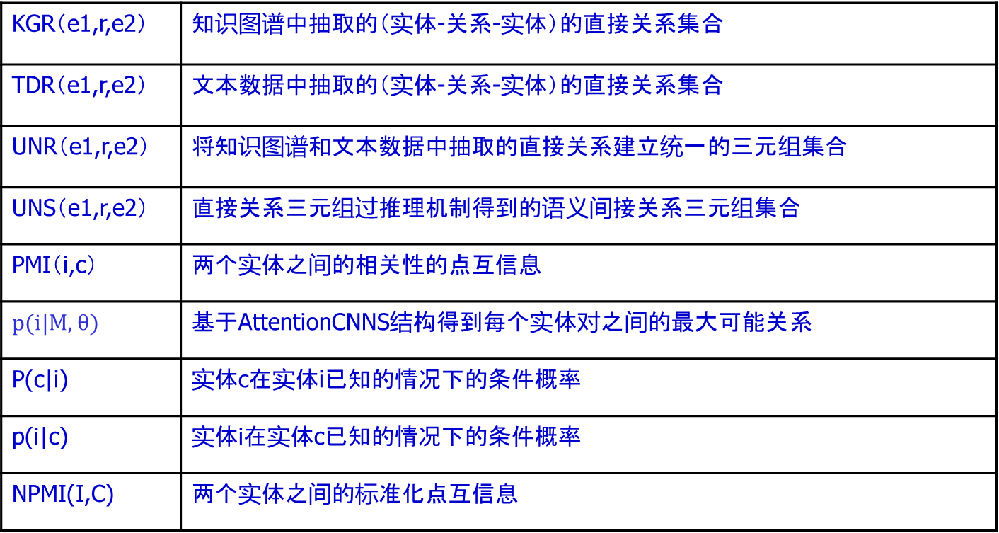 KGR（e1,r,e2） 知识图谱中抽取的（实体-关系-实体）的直接关系集合
TDR（e1,r,e2） 文本数据中抽取的（实体-关系-实体）的直接关系集合
UNR（e1,r,e2） 将知识图谱和文本数据中抽取的直接关系建立统一的三元组集合
UNS（e1,r,e2） 直接关系三元组过推理机制得到的语义间接关系三元组集合
PMI（i,c） 两个实体之间的相关性的点互信息
p(i|M, θ) 基于AttentionCNNS结构得到每个实体对之间的最大可能关系
P(c|i) 实体c在实体i已知的情况下的条件概率
p(i|c) 实体i在实体c已知的情况下的条件概率
NPMI(I,C) 两个实体之间的标准化点互信息